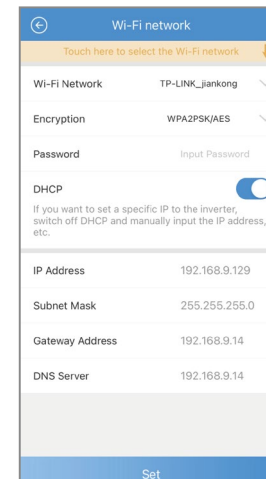 Wi-Fi network
Touch here to select the Wi-Fi network
Wi-Fi Network TP-LINK_jiankong
Encryption WPA2PSK/AES
Password Input Password
DHCP
If you want to set a specific IP to the inverter,
switch off DHCP and manually input the IP address,
etc.
IP Address 192.168.9.129
Subnet Mask 255.255.255.0
Gateway Address 192.168.9.14
DNS Server 192.168.9.14
Set